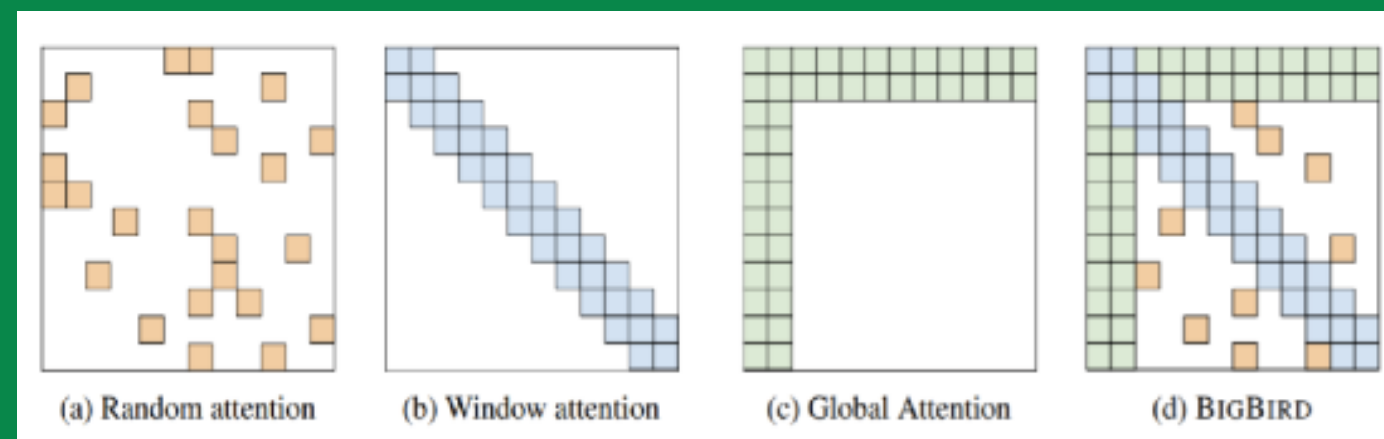 (a) Random attention
(b) Window attention
(c) Global Attention
(d) BIGBIRD